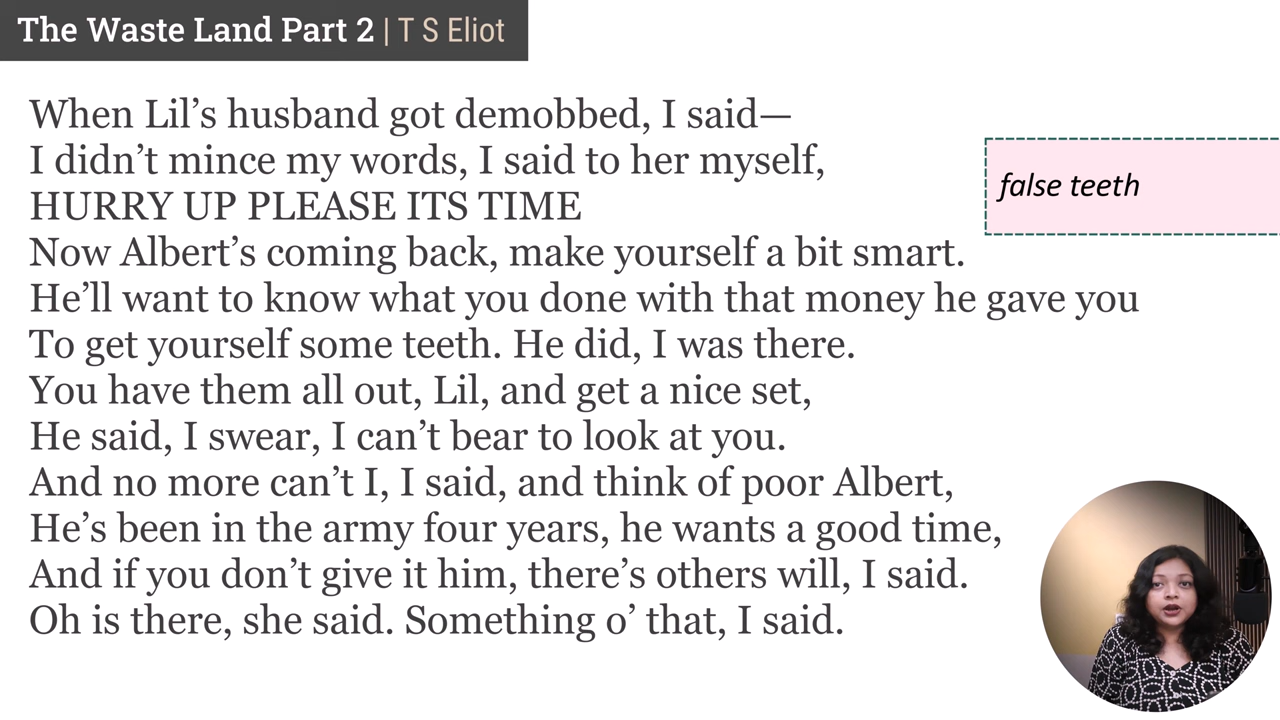 The Waste Land Part 2 | T S Eliot
When Lil’s husband got demobbed, I said—
I didn’t mince my words, I said to her myself,
HURRY UP PLEASE ITS TIME
Now Albert’s coming back, make yourself a bit smart.
He’ll want to know what you done with that money he gave you
To get yourself some teeth. He did, I was there.
You have them all out, Lil, and get a nice set,
He said, I swear, I can’t bear to look at you.
And no more can’t I, I said, and think of poor Albert,
He’s been in the army four years, he wants a good time,
And if you don’t give it him, there’s others will, I said.
Oh is there, she said. Something o’ that, I said.
false teeth